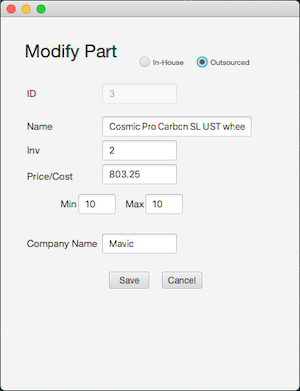 Modify Part
In-House Outsourced
ID 3
Name Cosmic Pro Carbon SL UST whee
Inv 2
Price/Cost 803.25
Min 10 Max 10
Company Name Mavic
Save Cancel